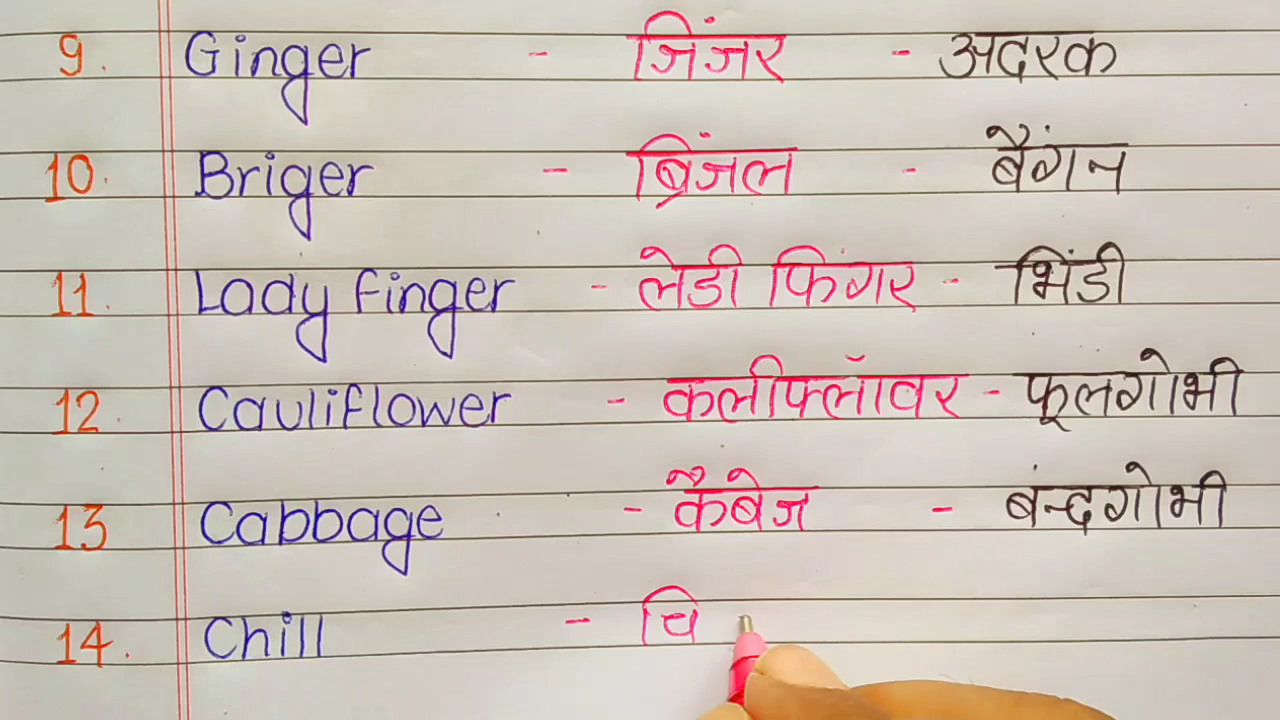 9. Ginger - जिंजर - अदरक
10. Briger - ब्रिंजल - बैंगन
11. Lady Finger - लेडी फिंगर - भिंडी
12. Cauliflower - कलीफ्लॉवर - फूलगोभी
13 Cabbage - कैबेज - बंन्दगोभी
14. Chill - चि